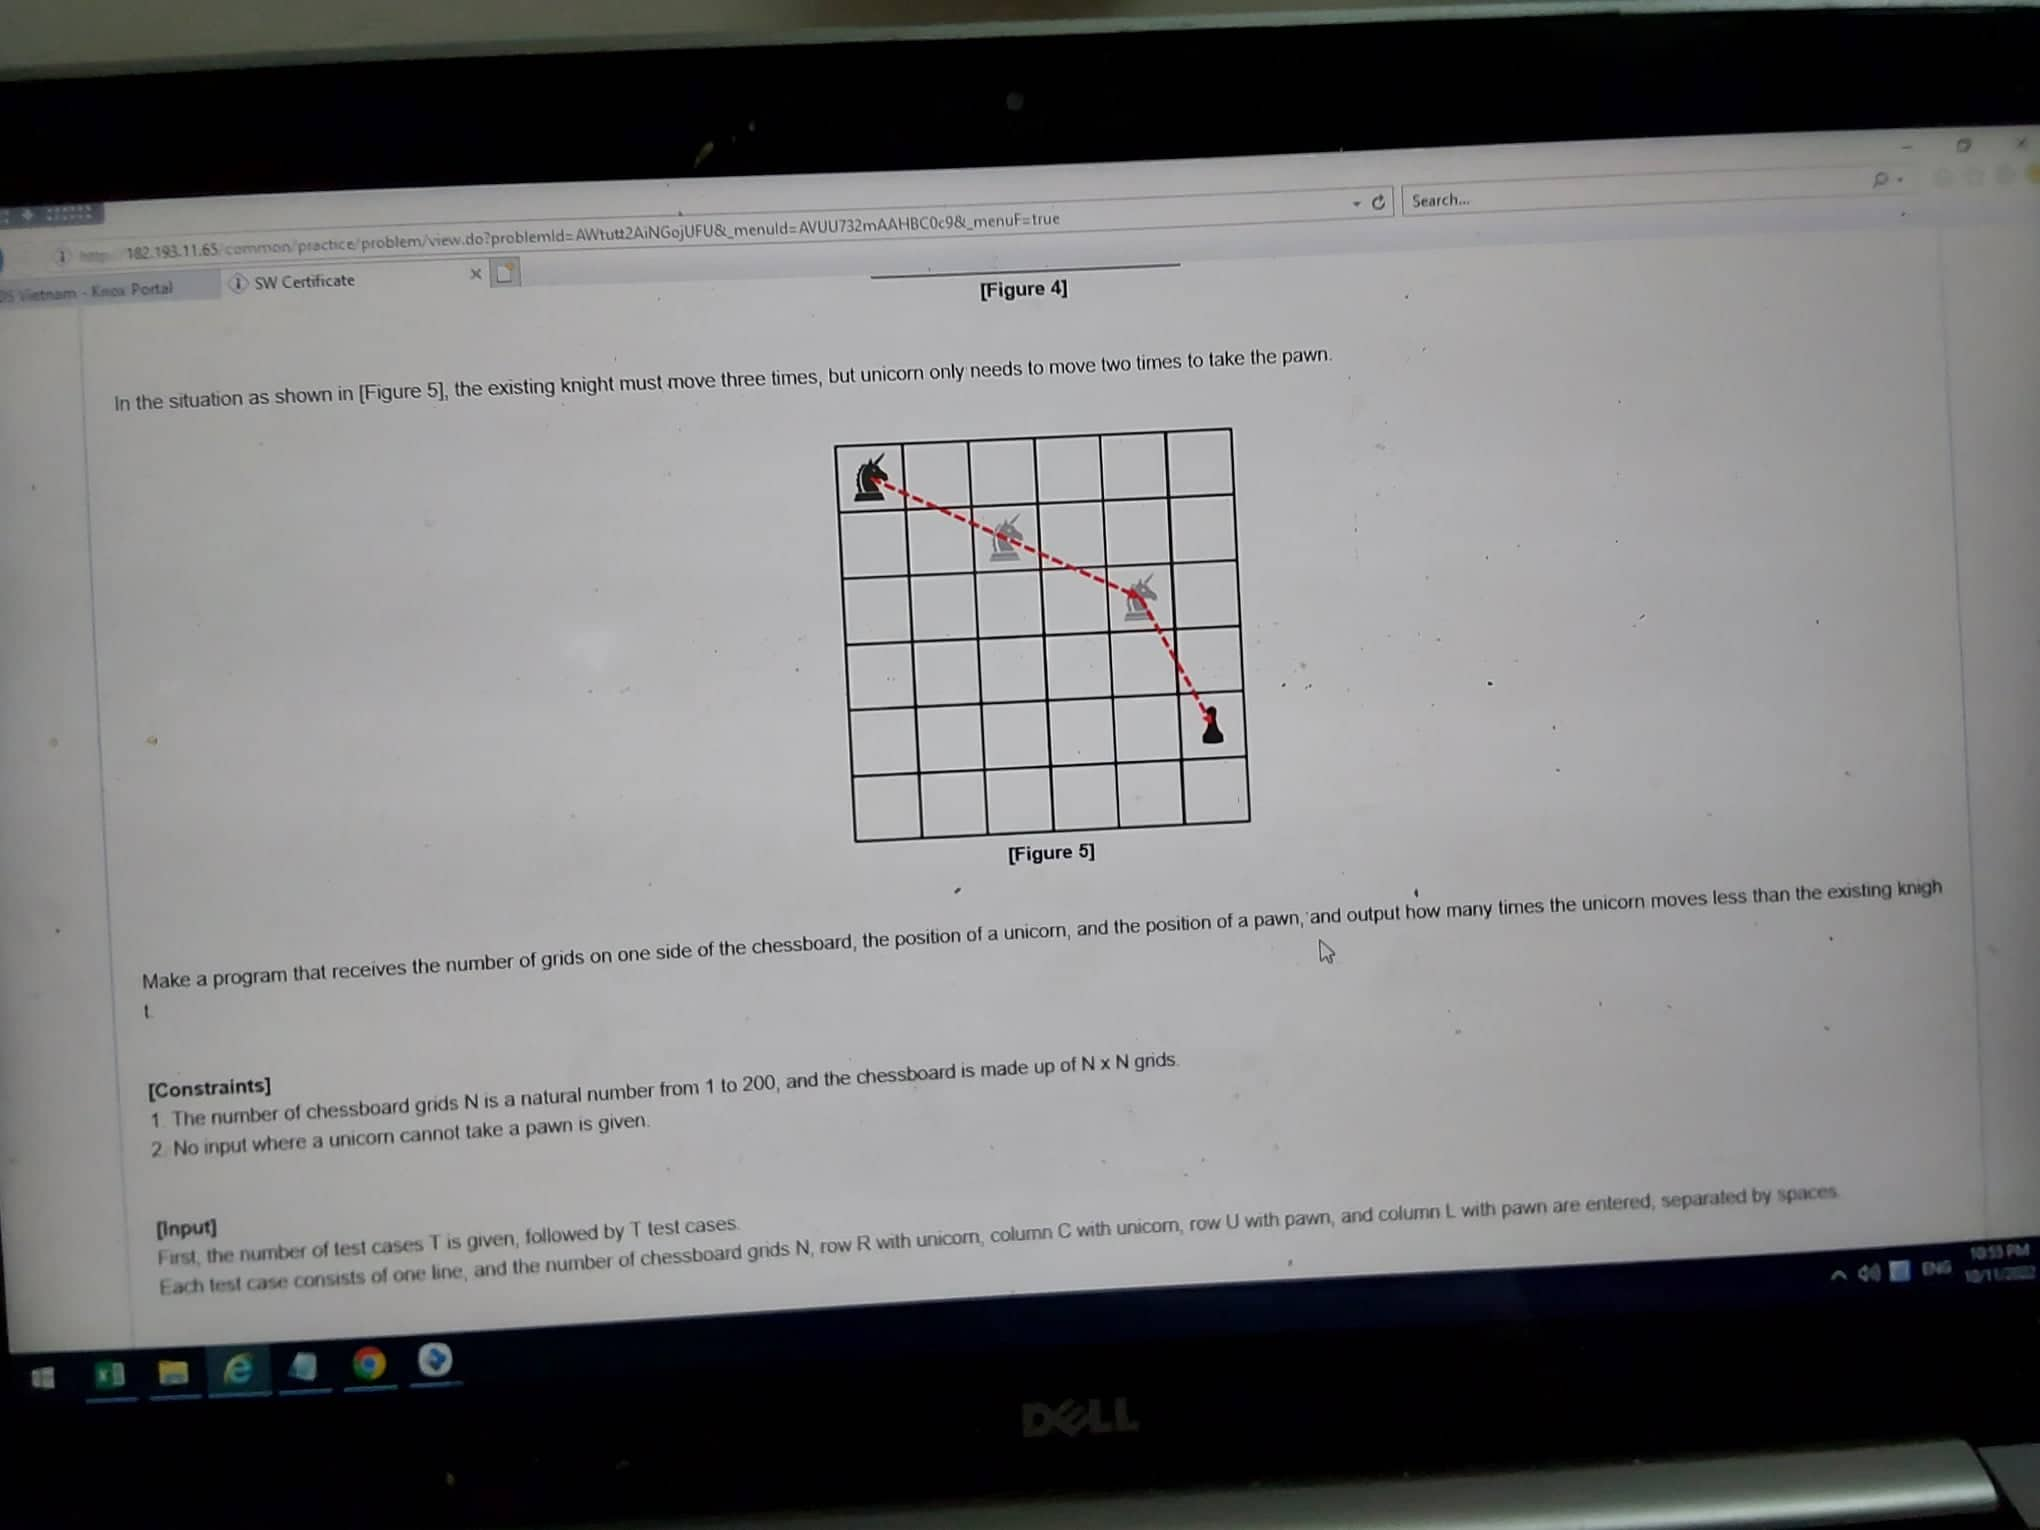 http 182.193.11.65/common/practice/problem/view.do?problemId=AWtutt2AiNGojUFU&_menuId=AVUU732mAAHBC0c9&_menuF=true
Search...
Vietnam - Knox Portal
SW Certificate
[Figure 4]
In the situation as shown in [Figure 5], the existing knight must move three times, but unicorn only needs to move two times to take the pawn.
[Figure 5]
Make a program that receives the number of grids on one side of the chessboard, the position of a unicorn, and the position of a pawn, and output how many times the unicorn moves less than the existing knigh
t.
[Constraints]
1. The number of chessboard grids N is a natural number from 1 to 200, and the chessboard is made up of N x N grids.
2. No input where a unicorn cannot take a pawn is given.
[Input]
First, the number of test cases T is given, followed by T test cases.
Each test case consists of one line, and the number of chessboard grids N, row R with unicorn, column C with unicorn, row U with pawn, and column L with pawn are entered, separated by spaces.
ENG
10:53 PM
DELL